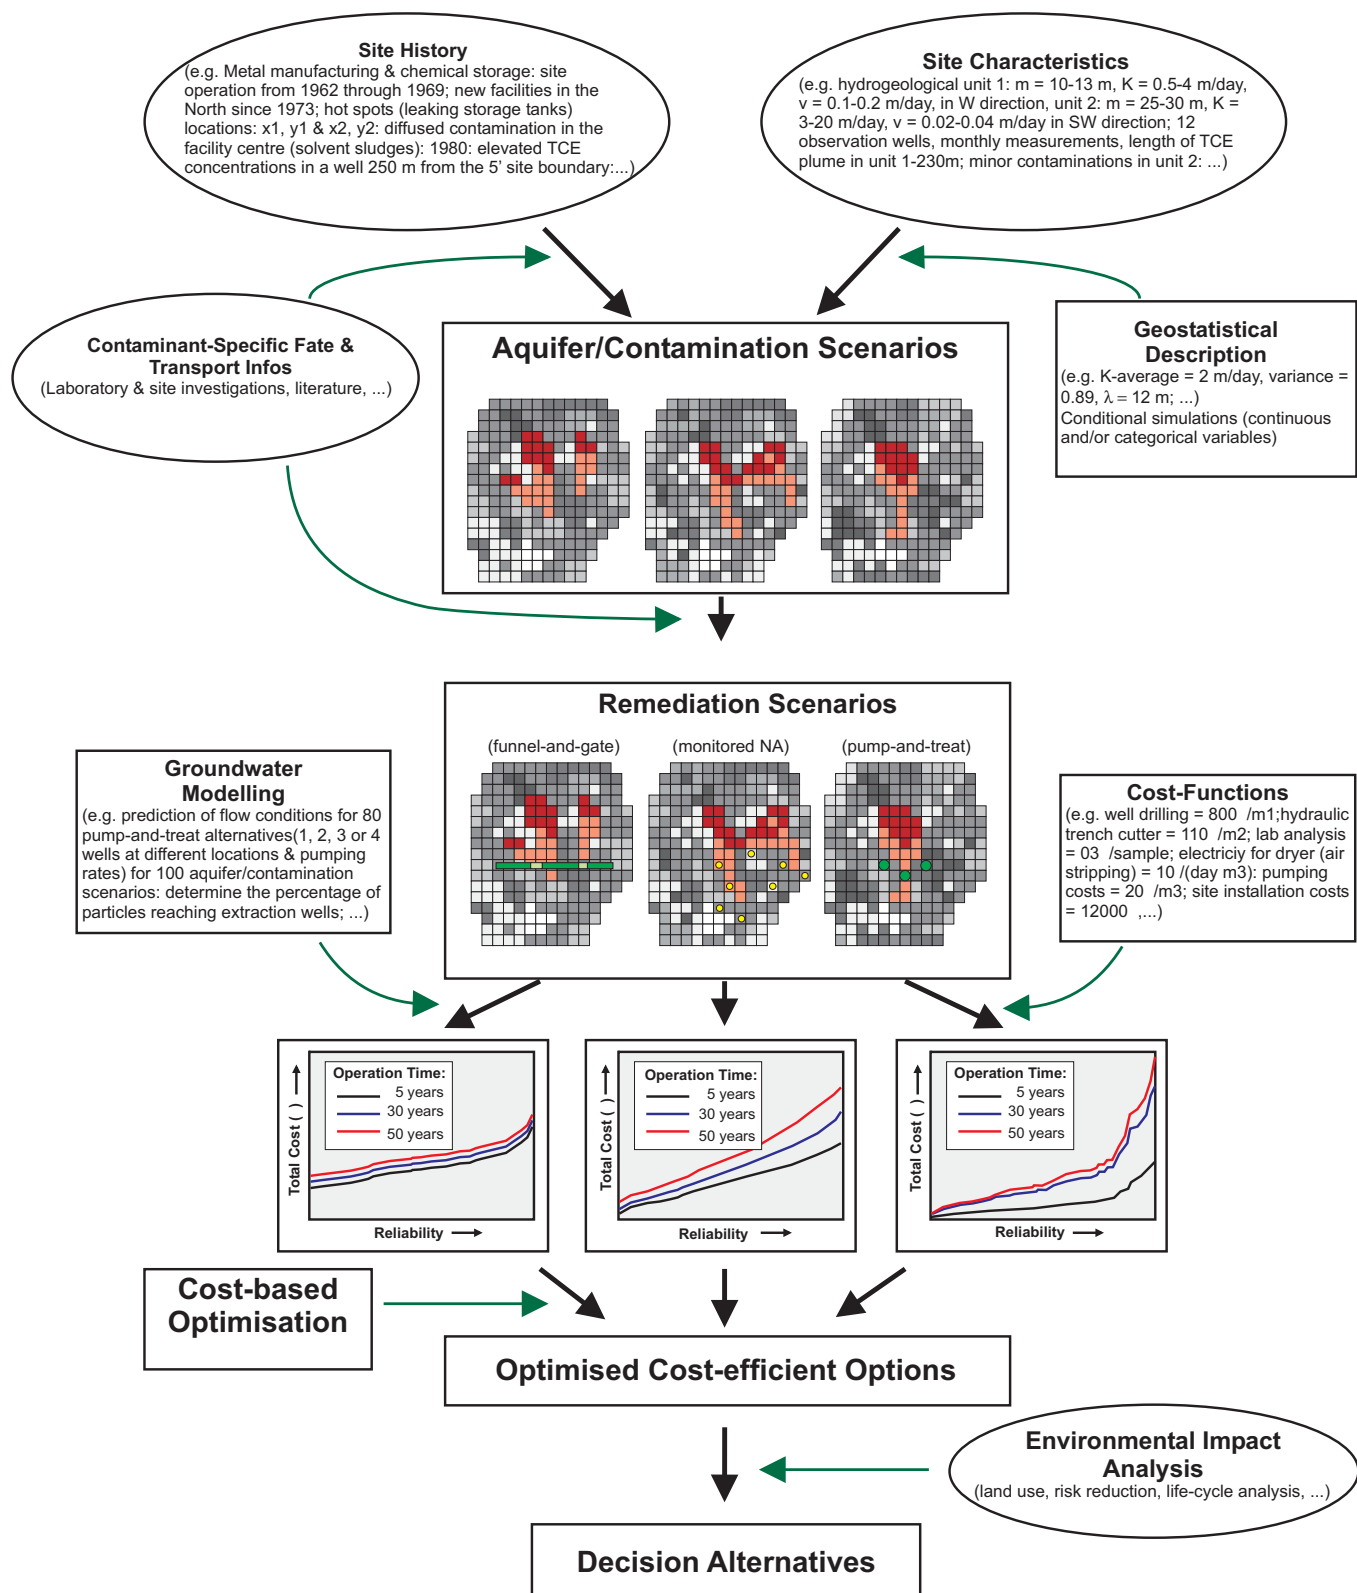 Site History
(e.g. Metal manufacturing & chemical storage: site
operation from 1962 through 1969; new facilities in the
North since 1973; hot spots (leaking storage tanks)
locations: x1, y1 & x2, y2: diffused contamination in the
facility centre (solvent sludges): 1980: elevated TCE
concentrations in a well 250 m from the 5' site boundary:...)
Site Characteristics
(e.g. hydrogeological unit 1: m = 10-13 m, K = 0.5-4 m/day,
v = 0.1-0.2 m/day, in W direction, unit 2: m = 25-30 m, K =
3-20 m/day, v = 0.02-0.04 m/day in SW direction; 12
observation wells, monthly measurements, length of TCE
plume in unit 1-230m; minor contaminations in unit 2: ...)
Contaminant-Specific Fate &
Transport Infos
(Laboratory & site investigations, literature, ...)
Aquifer/Contamination Scenarios
Geostatistical
Description
(e.g. K-average = 2 m/day, variance =
0.89, λ = 12 m; ...)
Conditional simulations (continuous
and/or categorical variables)
Remediation Scenarios
(funnel-and-gate)
(monitored NA)
(pump-and-treat)
Groundwater
Modelling
(e.g. prediction of flow conditions for 80
pump-and-treat alternatives(1, 2, 3 or 4
wells at different locations & pumping
rates) for 100 aquifer/contamination
scenarios: determine the percentage of
particles reaching extraction wells; ...)
Cost-Functions
(e.g. well drilling = 800 /m1;hydraulic
trench cutter = 110 /m2; lab analysis
= 03 /sample; electriciy for dryer (air
stripping) = 10 /(day m3): pumping
costs = 20 /m3; site installation costs
= 12000 ,...)
Total Cost ( )
Operation Time:
5 years
30 years
50 years
Reliability
Total Cost ( )
Operation Time:
5 years
30 years
50 years
Reliability
Total Cost ( )
Operation Time:
5 years
30 years
50 years
Reliability
Cost-based
Optimisation
Optimised Cost-efficient Options
Environmental Impact
Analysis
(land use, risk reduction, life-cycle analysis, ...)
Decision Alternatives